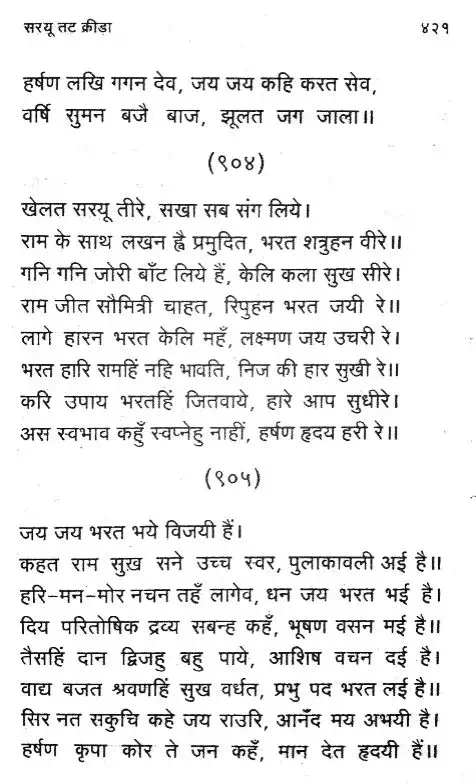 सरयू तट क्रीड़ा ४२१
हर्षण लखि गगन देव, जय जय कहि करत सेव,
वर्षि सुमन बजै बाज, झूलत जग जाला॥
(९०४)
खेलत सरयू तीरे, सखा सब संग लिये।
राम के साथ लखन ह्वै प्रमुदित, भरत शत्रुहन वीरे॥
गनि गनि जोरी बाँट लिये हैं, केलि कला सुख सीरे।
राम जीत सौमित्री चाहत, रिपुहन भरत जयी रे॥
लागे हारन भरत केलि महँ, लक्ष्मण जय उचरी रे।
भरत हारि रामहिं नहि भावति, निज की हार सुखी रे॥
करि उपाय भरतहिं जितवाये, हारे आप सुधीरे।
अस स्वभाव कहुँ स्वप्नेहु नाहीं, हर्षण हृदय हरी रे॥
(९०५)
जय जय भरत भये विजयी हैं।
कहत राम सुख सने उच्च स्वर, पुलाकावली अई है॥
हरि-मन-मोर नचन तहँ लागेव, धन जय भरत भई है।
दिय परितोषिक द्रव्य सबन्ह कहँ, भूषण वसन मई है॥
तैसहिं दान द्विजहु बहु पाये, आशिष वचन दई है।
वाद्य बजत श्रवणहिं सुख वर्धत, प्रभु पद भरत लई है॥
सिर नत सकुचि कहे जय राउरि, आनँद मय अभयी है।
हर्षण कृपा कोर ते जन कहँ, मान देत हृदयी हैं॥